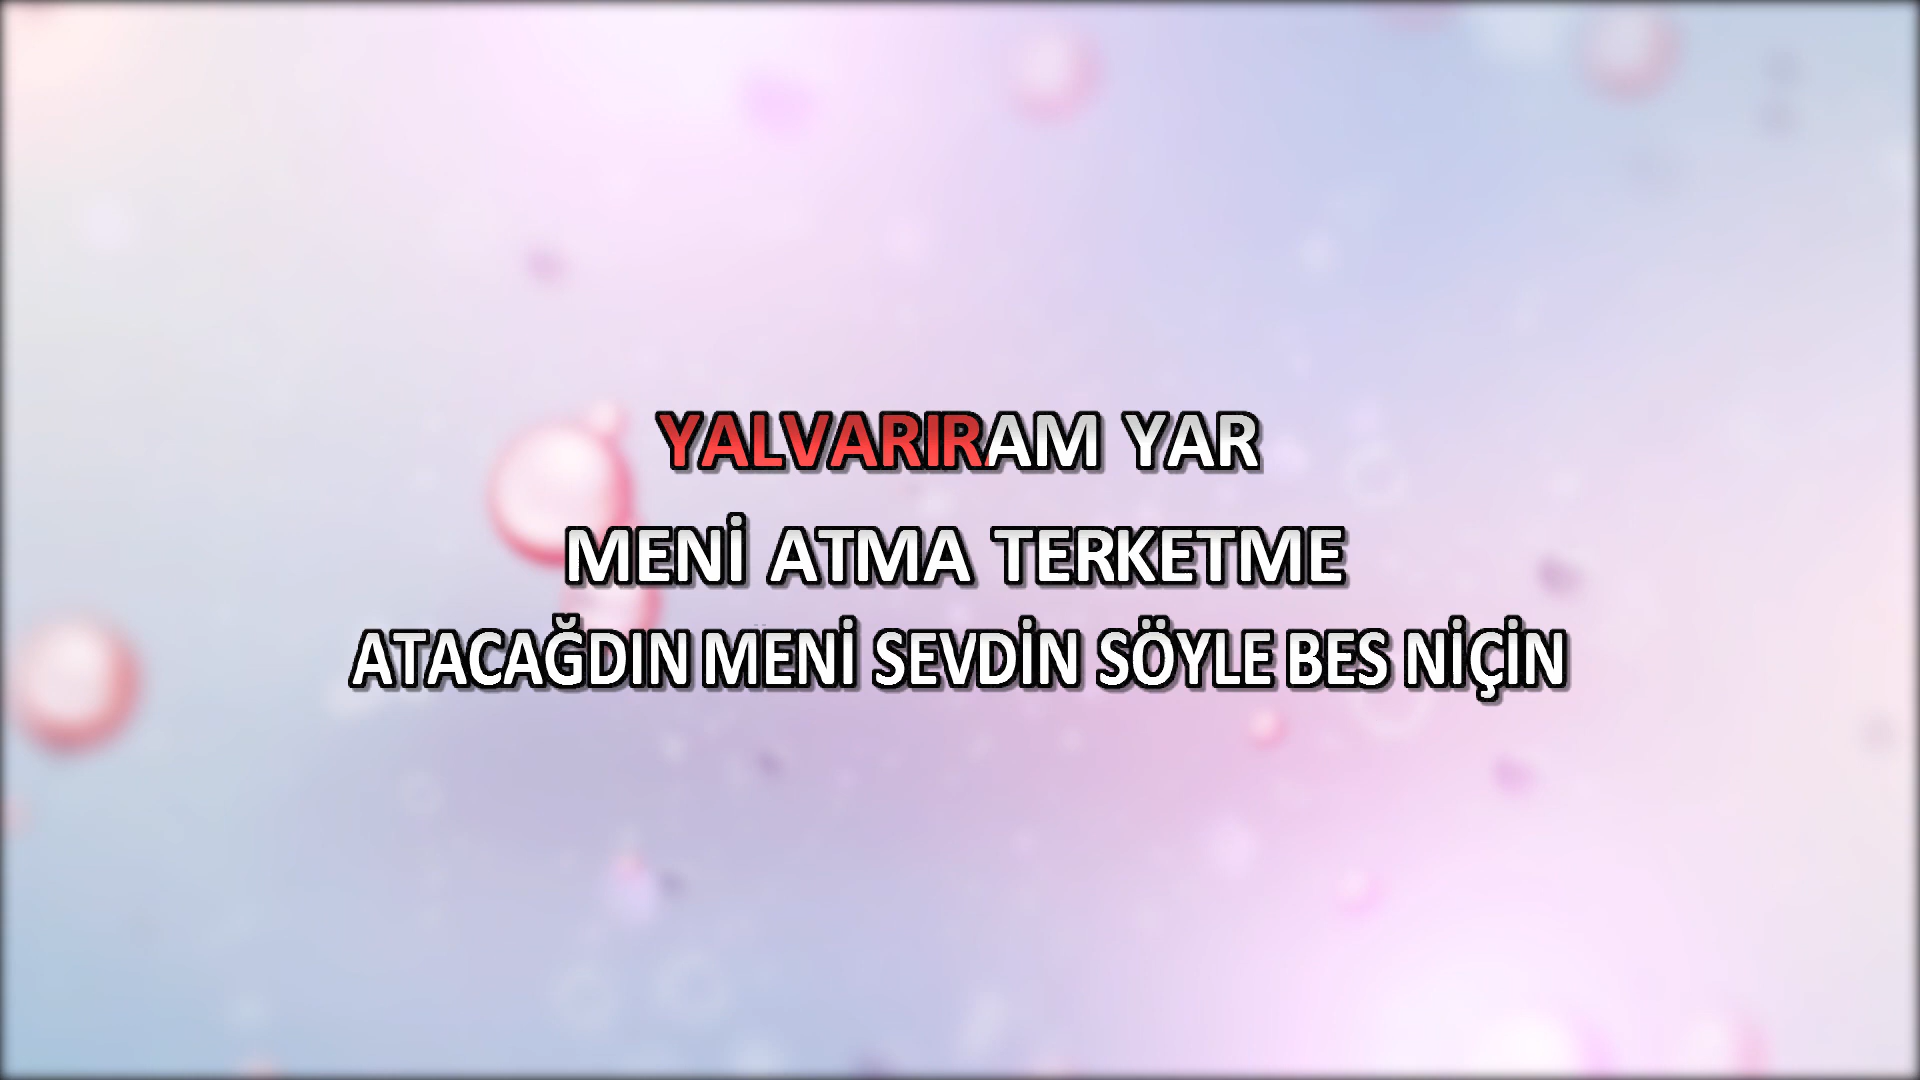 YALVARIRAM YAR
MENİ ATMA TERKETME
ATACAĞDIN MENİ SEVDİN SÖYLE BES NİÇİN